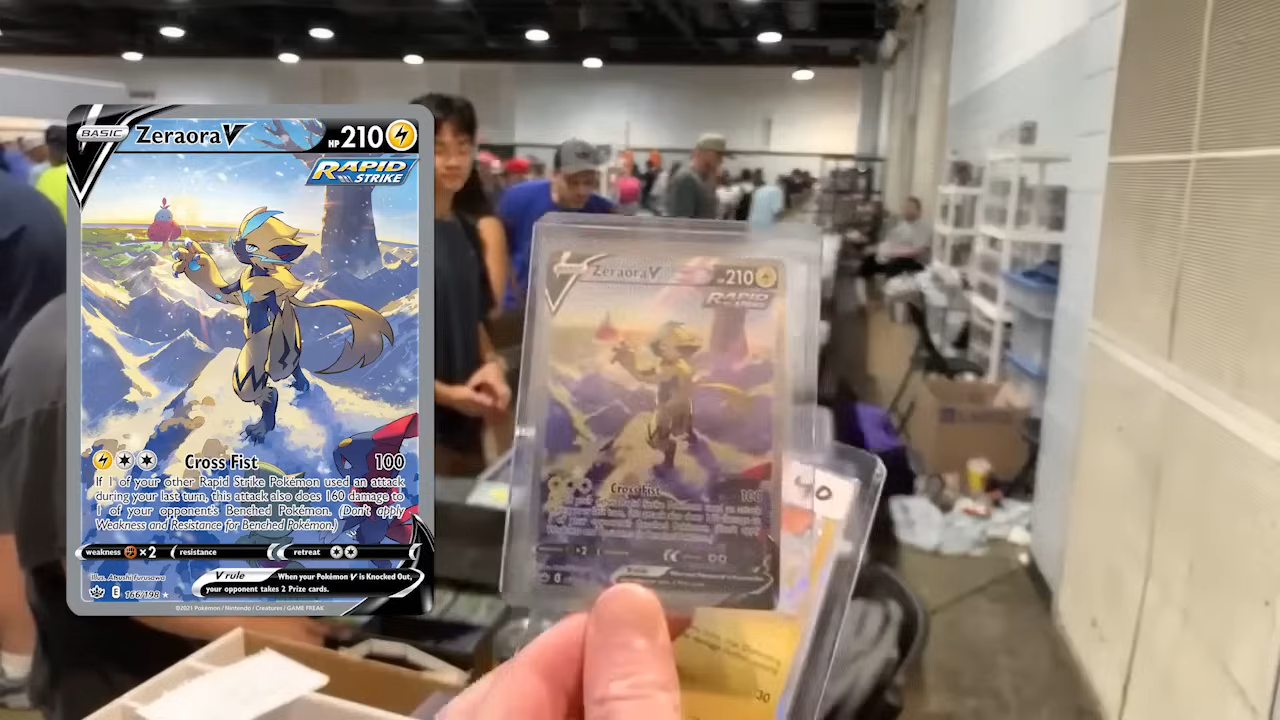 BASIC Zeraora V HP 210
RAPID
STRIKE
Cross Fist 100
If 1 of your other Rapid Strike Pokémon used an attack
during your last turn, this attack also does 160 damage to
1 of your opponent's Benched Pokémon. (Don't apply
Weakness and Resistance for Benched Pokémon.)
weakness ×2 resistance retreat
V rule When your Pokémon V is Knocked Out,
your opponent takes 2 Prize cards.
Illus. Atsushi Furusawa
E 166/198
©2021 Pokémon / Nintendo / Creatures / GAME FREAK
Zeraora V 210
RAPID
STRIKE
Cross Fist 100
×2
40
30